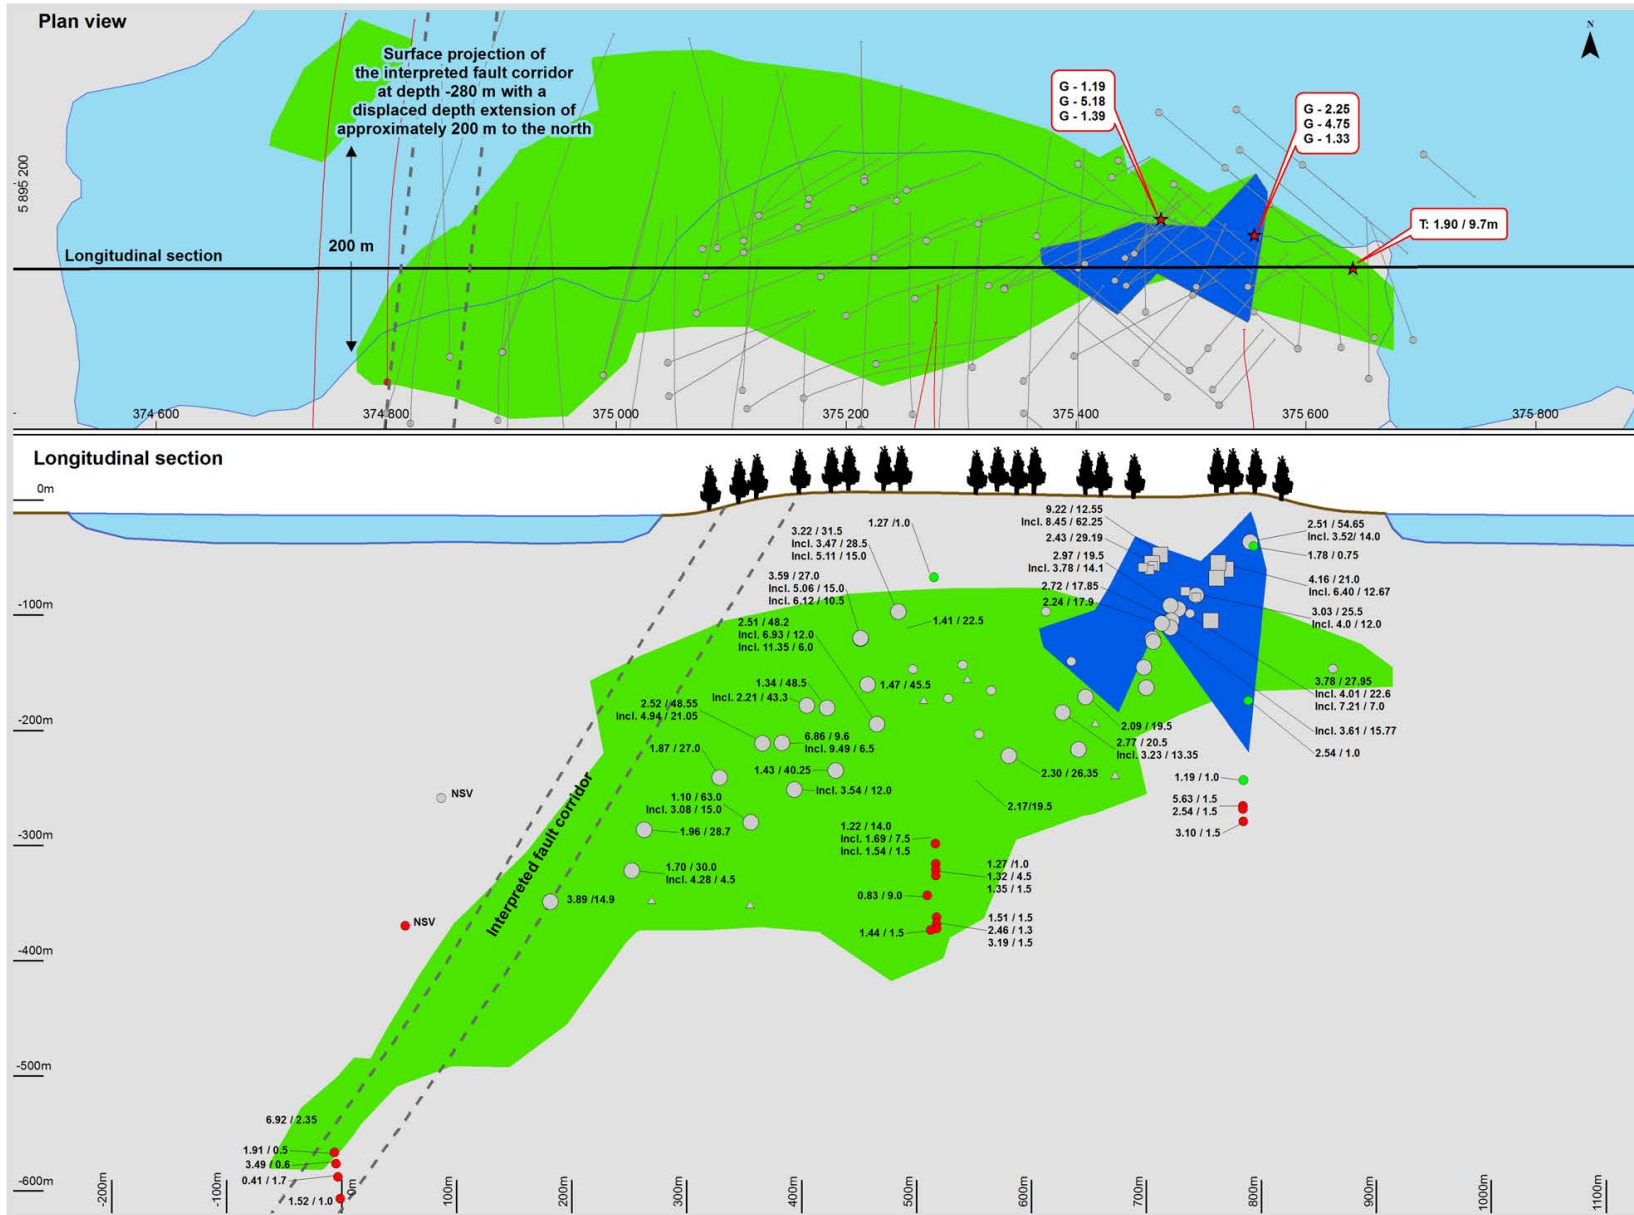 Plan view
N
Surface projection of
the interpreted fault corridor
at depth -280 m with a
displaced depth extension of
approximately 200 m to the north
G - 1.19
G - 5.18
G - 1.39
G - 2.25
G - 4.75
G - 1.33
5 895 200
T: 1.90 / 9.7m
200 m
Longitudinal section
374 600
374 800
375 000
375 200
375 400
375 600
375 800
Longitudinal section
0m
-100m
-200m
-300m
-400m
-500m
-600m
3.22 / 31.5
Incl. 3.47 / 28.5
Incl. 5.11 / 15.0
1.27 /1.0
9.22 / 12.55
Incl. 8.45 / 62.25
2.43 / 29.19
2.97 / 19.5
Incl. 3.78 / 14.1
2.72 / 17.85
2.24 / 17.9
2.51 / 54.65
Incl. 3.52/ 14.0
1.78 / 0.75
4.16 / 21.0
Incl. 6.40 / 12.67
3.03 / 25.5
Incl. 4.0 / 12.0
3.59 / 27.0
Incl. 5.06 / 15.0
Incl. 6.12 / 10.5
1.41 / 22.5
2.51 / 48.2
Incl. 6.93 / 12.0
Incl. 11.35 / 6.0
1.34 / 48.5
Incl. 2.21 / 43.3
1.47 / 45.5
3.78 / 27.95
Incl. 4.01 / 22.6
Incl. 7.21 / 7.0
Incl. 3.61 / 15.77
2.54 / 1.0
2.52 / 48.55
Incl. 4.94 / 21.05
6.86 / 9.6
Incl. 9.49 / 6.5
2.09 / 19.5
2.77 / 20.5
Incl. 3.23 / 13.35
1.87 / 27.0
1.43 / 40.25
2.30 / 26.35
1.19 / 1.0
Incl. 3.54 / 12.0
2.17/19.5
NSV
1.10 / 63.0
Incl. 3.08 / 15.0
5.63 / 1.5
2.54 / 1.5
3.10 / 1.5
1.96 / 28.7
1.22 / 14.0
Incl. 1.69 / 7.5
Incl. 1.54 / 1.5
1.70 / 30.0
Incl. 4.28 / 4.5
1.27 /1.0
1.32 / 4.5
1.35 / 1.5
3.89 /14.9
0.83 / 9.0
NSV
Interpreted fault corridor
1.44 / 1.5
1.51 / 1.5
2.46 / 1.3
3.19 / 1.5
6.92 / 2.35
1.91 / 0.5
3.49 / 0.6
0.41 / 1.7
1.52 / 1.0
-200m
-100m
0m
100m
200m
300m
400m
500m
600m
700m
800m
900m
1000m
1100m